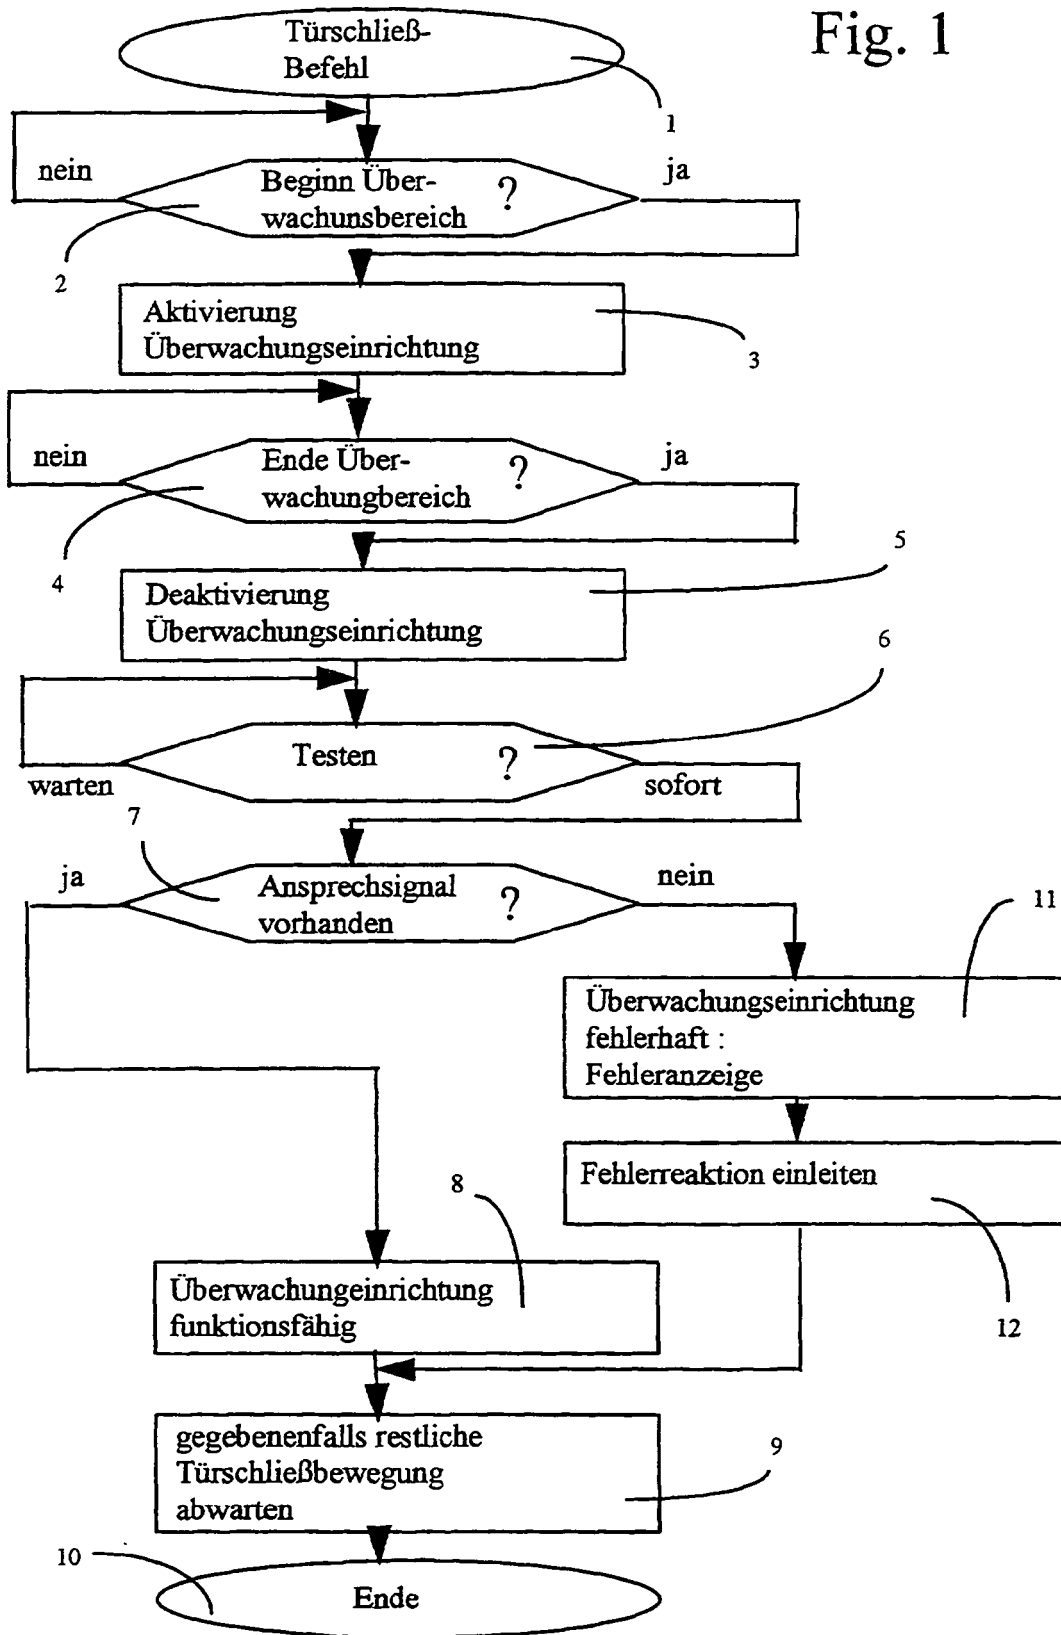 Fig. 1
Türschließ-
Befehl
1
nein
ja
Beginn Über-
wachunsbereich
?
2
Aktivierung
Überwachungseinrichtung
3
nein
ja
Ende Über-
wachungbereich
?
4
5
Deaktivierung
Überwachungseinrichtung
6
Testen
?
warten
sofort
7
ja
nein
Ansprechsignal
vorhanden
?
11
Überwachungseinrichtung
fehlerhaft :
Fehleranzeige
Fehlerreaktion einleiten
8
12
Überwachungeinrichtung
funktionsfähig
gegebenenfalls restliche
Türschließbewegung
abwarten
9
10
Ende